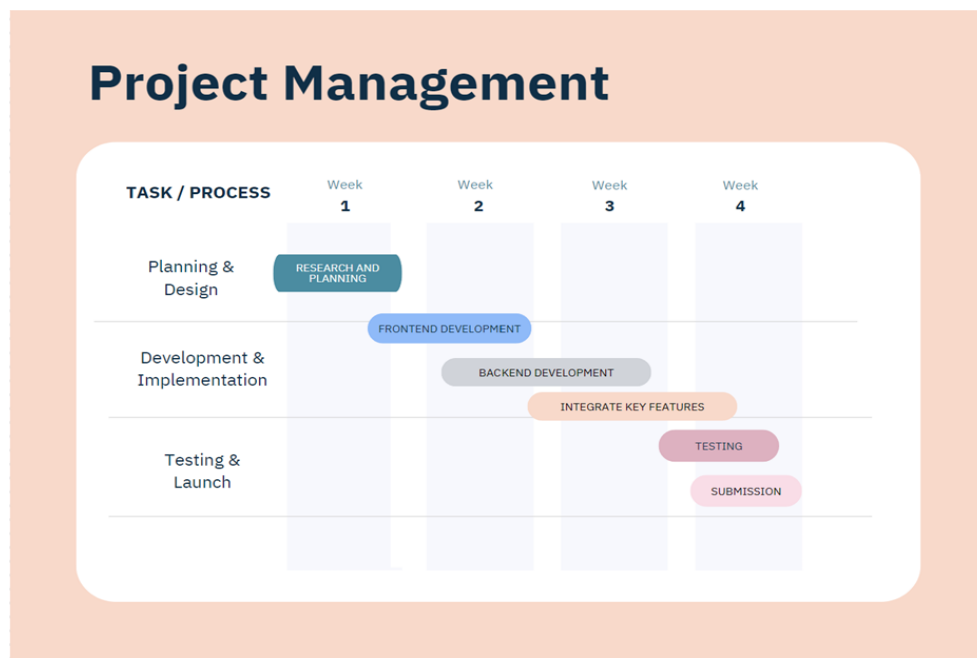 Project Management
TASK / PROCESS
Week
1
Week
2
Week
3
Week
4
Planning &
Design
RESEARCH AND
PLANNING
FRONTEND DEVELOPMENT
Development &
Implementation
BACKEND DEVELOPMENT
INTEGRATE KEY FEATURES
Testing &
Launch
TESTING
SUBMISSION